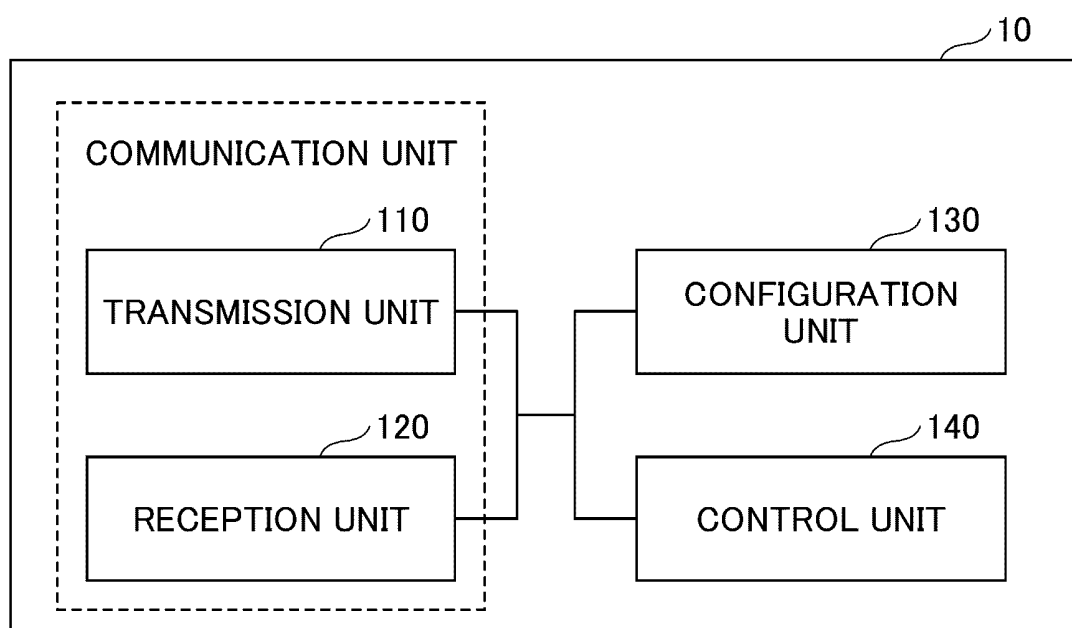 10
COMMUNICATION UNIT
110
TRANSMISSION UNIT
120
RECEPTION UNIT
130
CONFIGURATION
UNIT
140
CONTROL UNIT